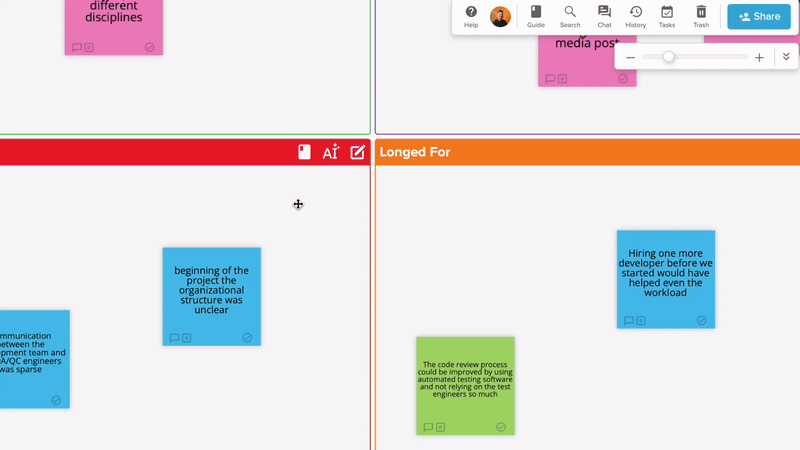 different
disciplines
Help
Guide
Search
Chat
History
Tasks
Trash
Share
media post
AI
Longed For
beginning of the
project the
organizational
structure was
unclear
mmunication
between the
opment team and
A/QC engineers
was sparse
Hiring one more
developer before we
started would have
helped even the
workload
The code review process
could be improved by using
automated testing software
and not relying on the test
engineers so much